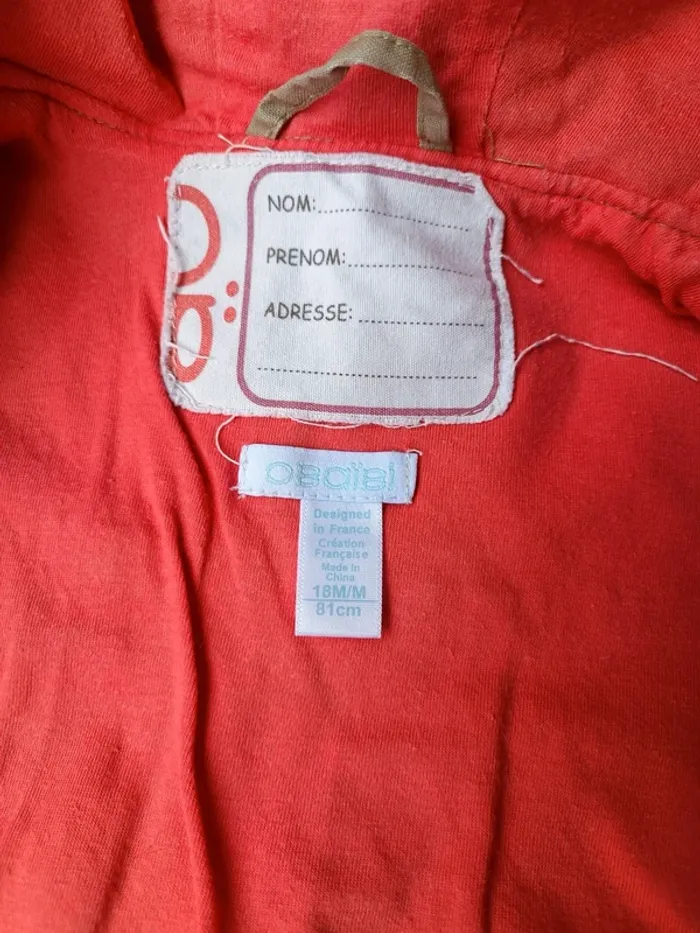 NOM:
PRENOM:
ADRESSE:
obaïbi
Designed
in France
Création
Française
Made in
China
18M/M
81cm